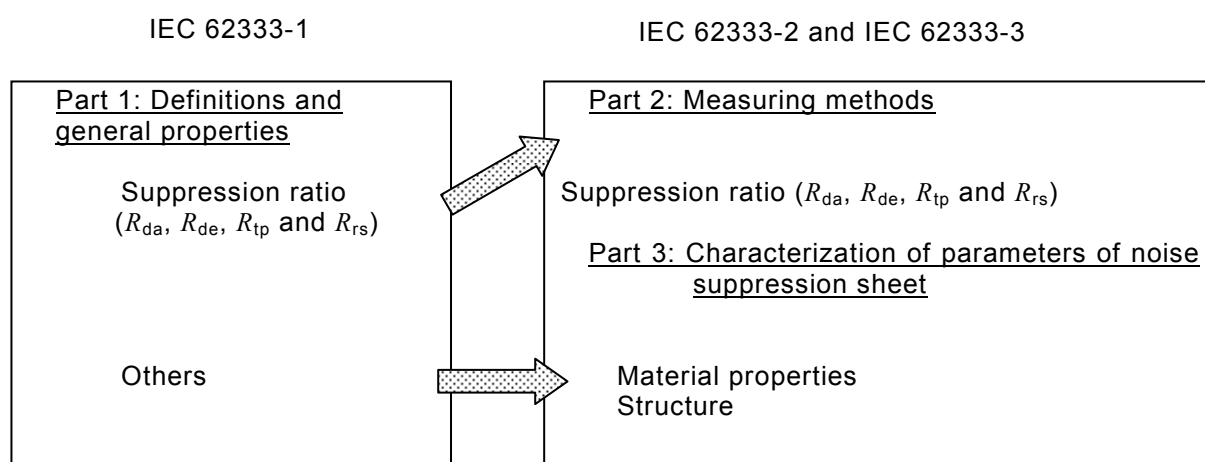 IEC 62333-1
IEC 62333-2 and IEC 62333-3
Part 1: Definitions and
general properties
Suppression ratio
(Rda, Rde, Rtp and Rrs)
Others
Part 2: Measuring methods
Suppression ratio (Rda, Rde, Rtp and Rrs)
Part 3: Characterization of parameters of noise
suppression sheet
Material properties
Structure